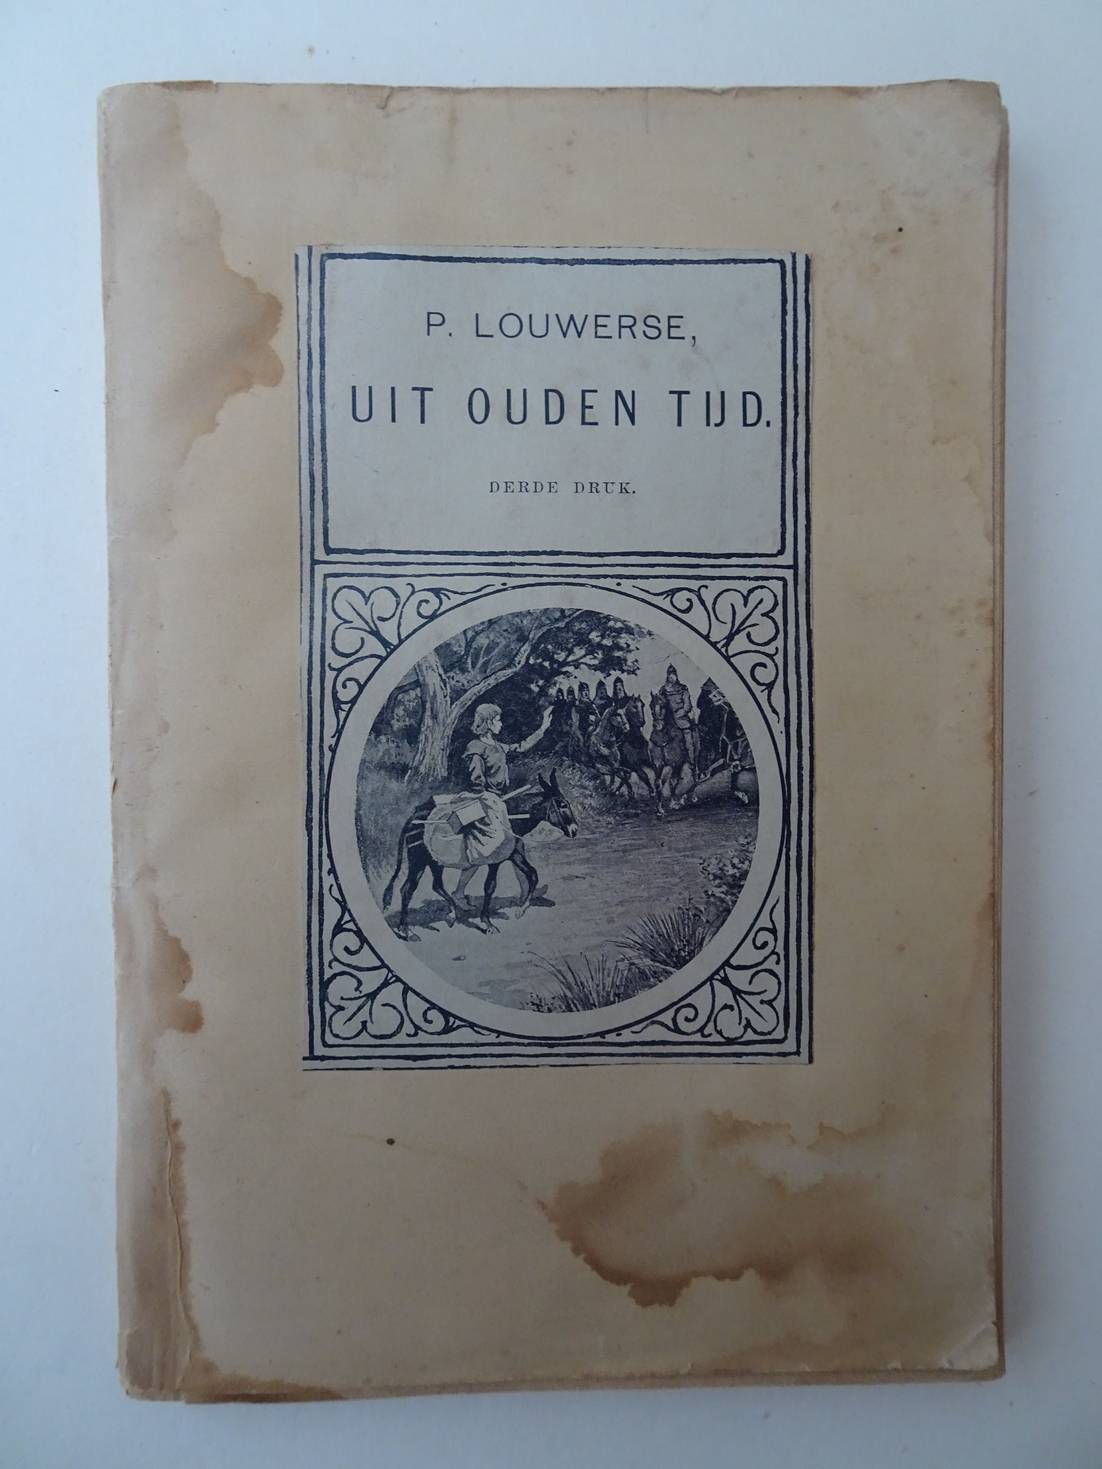 P. LOUWERSE,
UIT OUDEN TIJD.
DERDE DRUK.